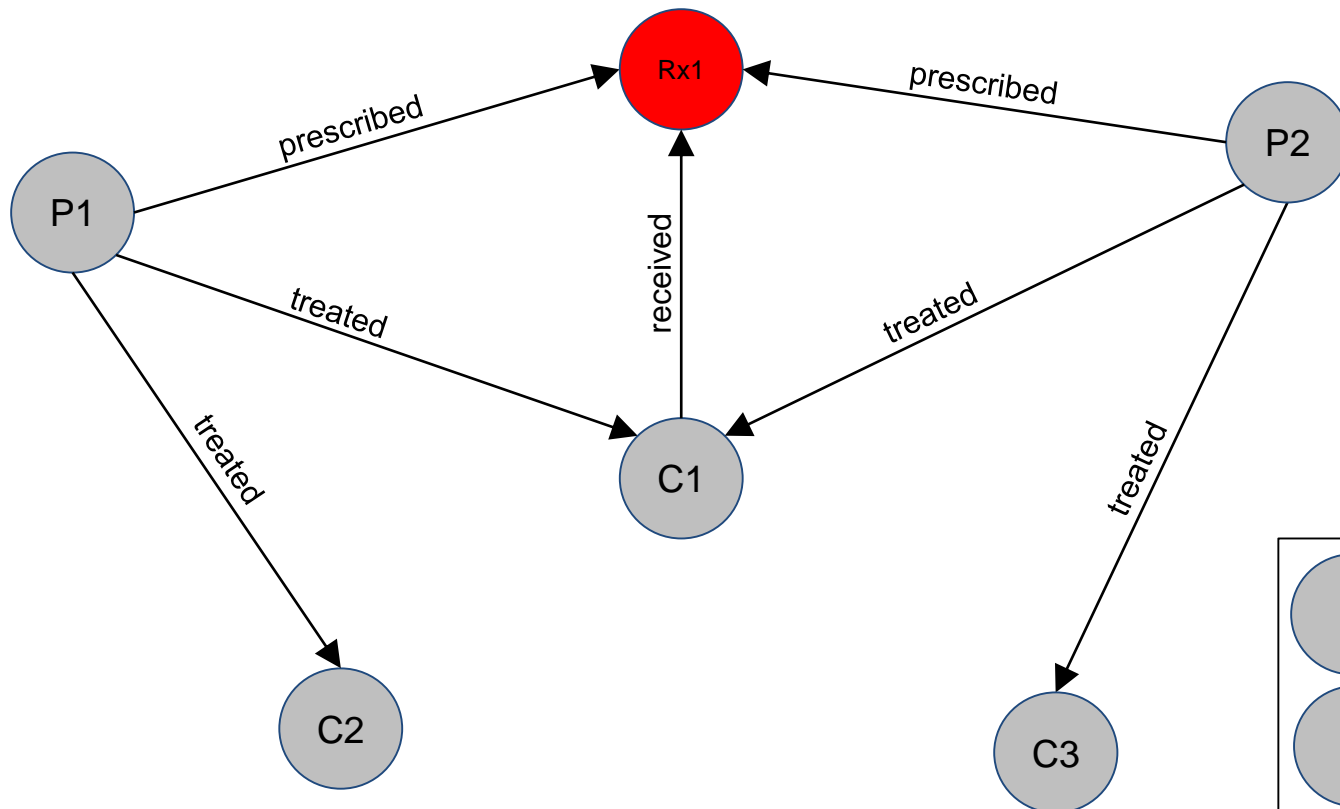 Rx1
prescribed
prescribed
P2
P1
received
treated
treated
treated
treated
C1
C2
C3